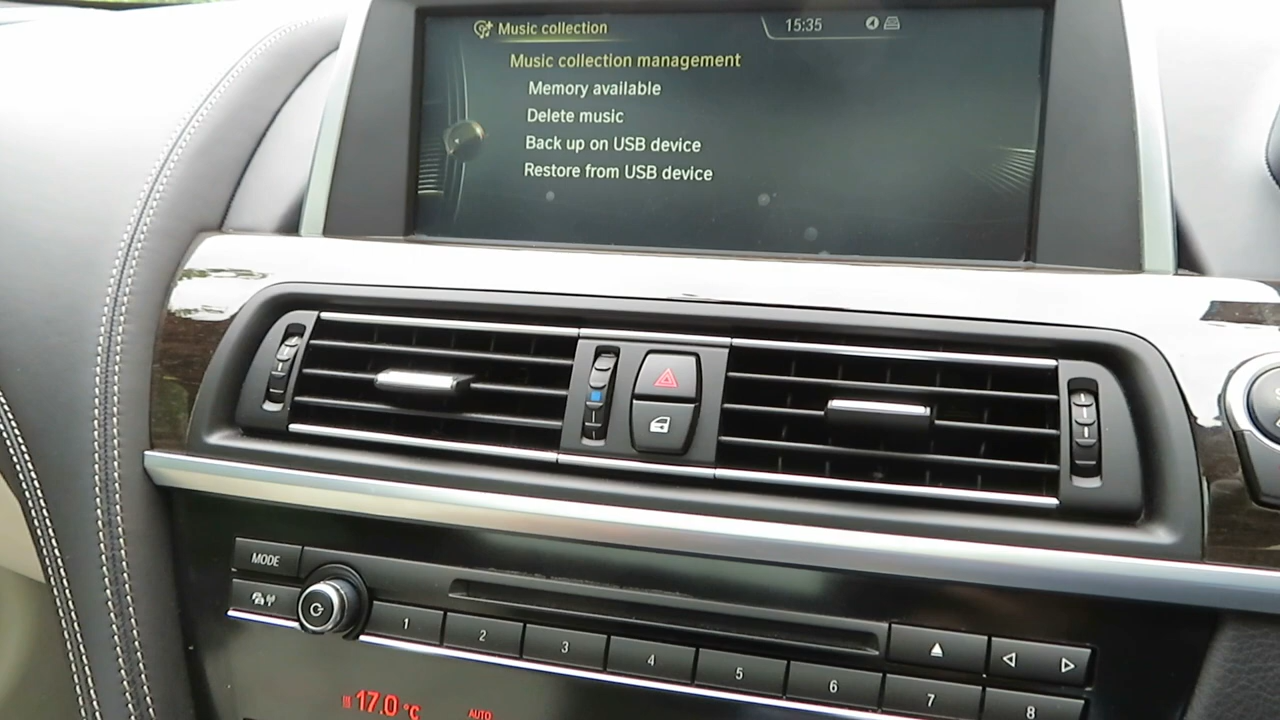 Music collection
15:35
Music collection management
Memory available
Delete music
Back up on USB device
Restore from USB device
MODE
1
2
3
4
5
6
7
8
17.0 °C
AUTO